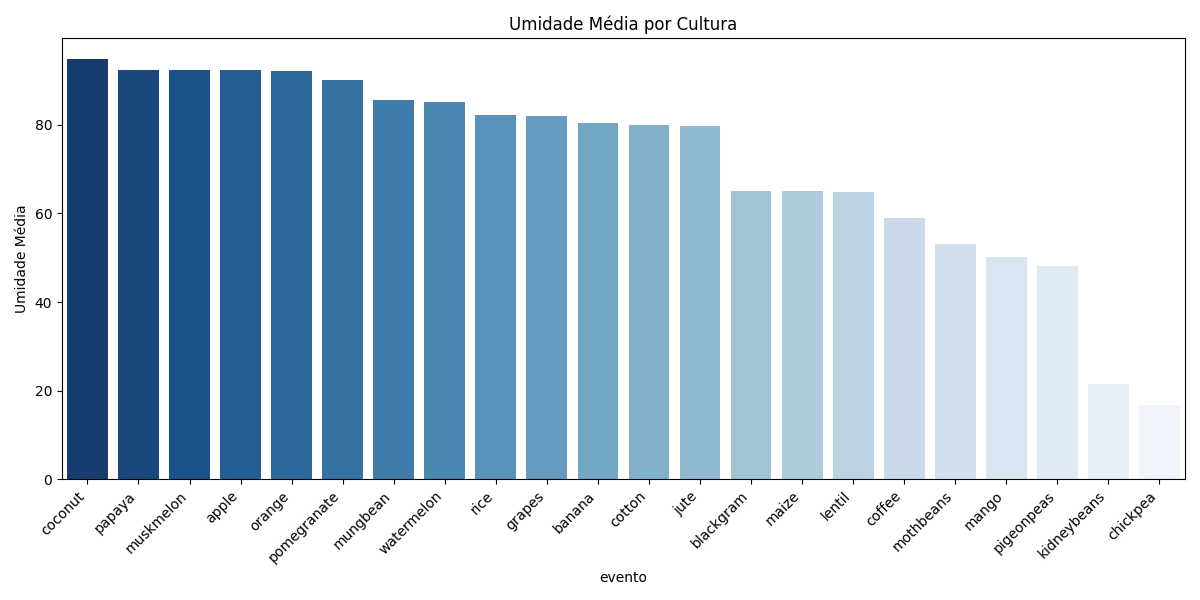 Umidade Média por Cultura
Umidade Média
80
60
40
20
0
coconut
papaya
muskmelon
apple
orange
pomegranate
mungbean
watermelon
rice
grapes
banana
cotton
jute
blackgram
maize
lentil
coffee
mothbeans
mango
pigeonpeas
kidneybeans
chickpea
evento